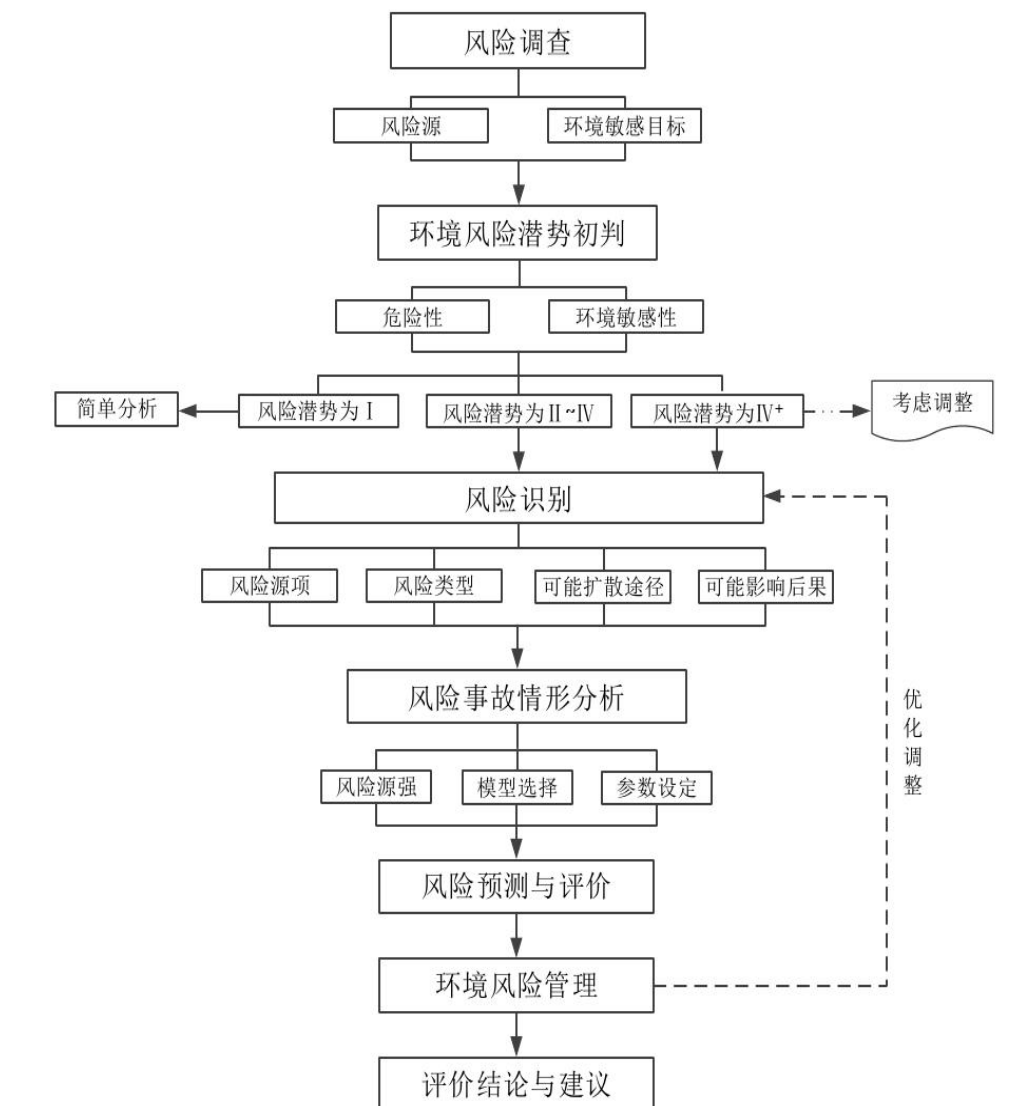 风险调查
风险源
环境敏感目标
环境风险潜势初判
危险性
环境敏感性
简单分析
风险潜势为Ⅰ
风险潜势为Ⅱ~Ⅳ
风险潜势为Ⅳ⁺
考虑调整
风险识别
风险源项
风险类型
可能扩散途径
可能影响后果
风险事故情形分析
优化调整
风险源强
模型选择
参数设定
风险预测与评价
环境风险管理
评价结论与建议